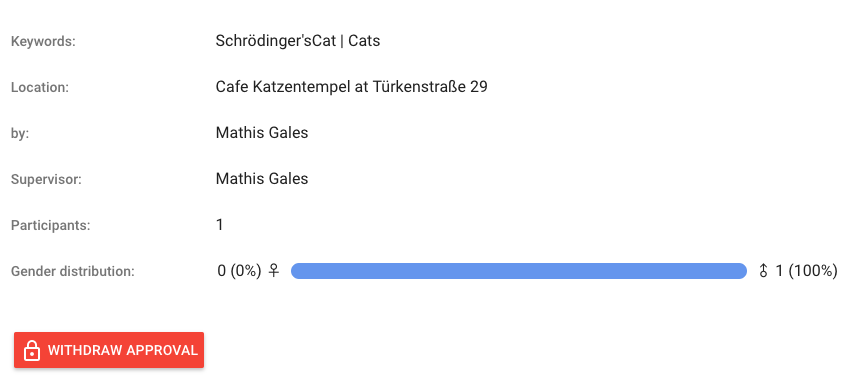 Keywords: Schrödinger'sCat | Cats
Location: Cafe Katzentempel at Türkenstraße 29
by: Mathis Gales
Supervisor: Mathis Gales
Participants: 1
Gender distribution: 0 (0%) ♀ ♂ 1 (100%)
WITHDRAW APPROVAL